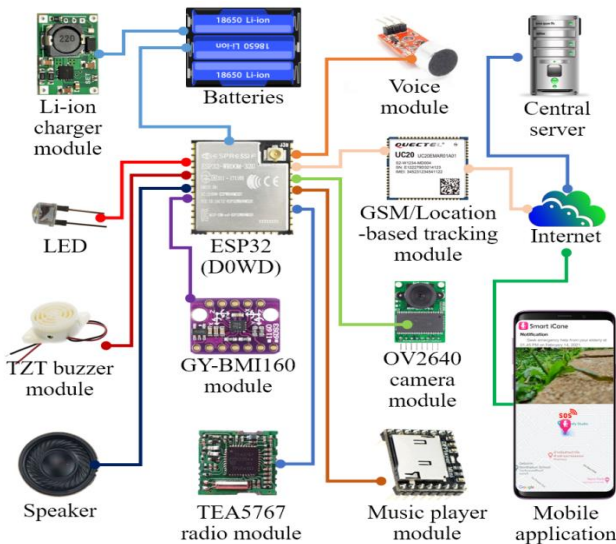 220
18650 Li-ion
18650 Li-ion
18650 Li-ion
Li-ion
charger
module
Batteries
Voice
module
Central
server
LED
ESP32
(D0WD)
QUECTEL
UC20
GSM/Location
-based tracking
module
Internet
TZT buzzer
module
GY-BMI160
module
OV2640
camera
module
Smart iCane
Notification
SOS
Speaker
TEA5767
radio module
Music player
module
Mobile
application